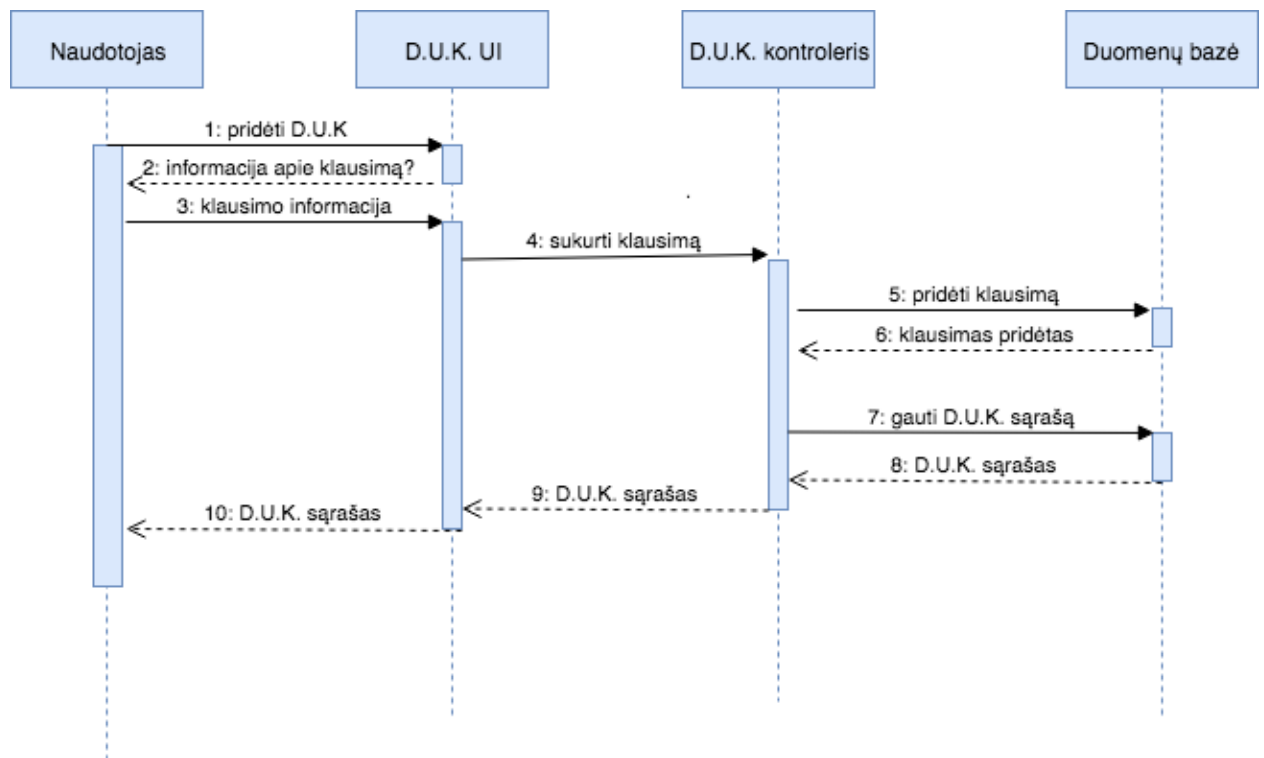 Naudotojas
D.U.K. UI
D.U.K. kontroleris
Duomenų bazė
1: pridėti D.U.K
2: informacija apie klausimą?
3: klausimo informacija
4: sukurti klausimą
5: pridėti klausimą
6: klausimas pridėtas
7: gauti D.U.K. sąrašą
8: D.U.K. sąrašas
9: D.U.K. sąrašas
10: D.U.K. sąrašas